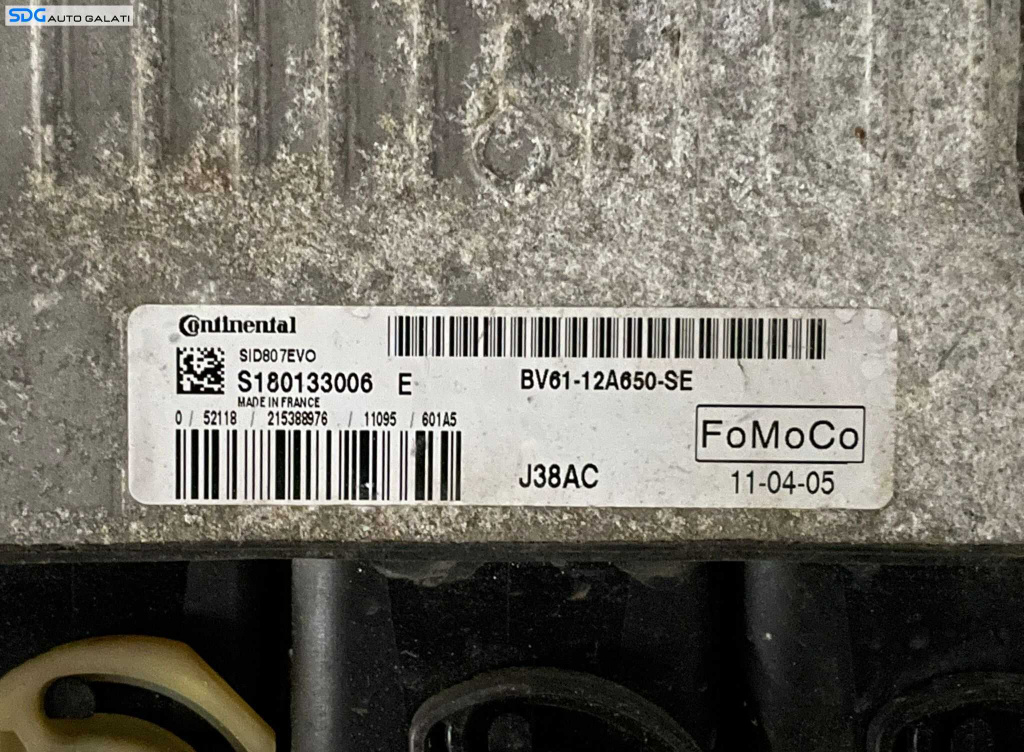 SDG AUTO GALATI
Continental
SID807EVO
S180133006 E
MADE IN FRANCE
0 / 52118 / 215388976 / 11095 / 601A5
BV61-12A650-SE
FoMoCo
J38AC
11-04-05